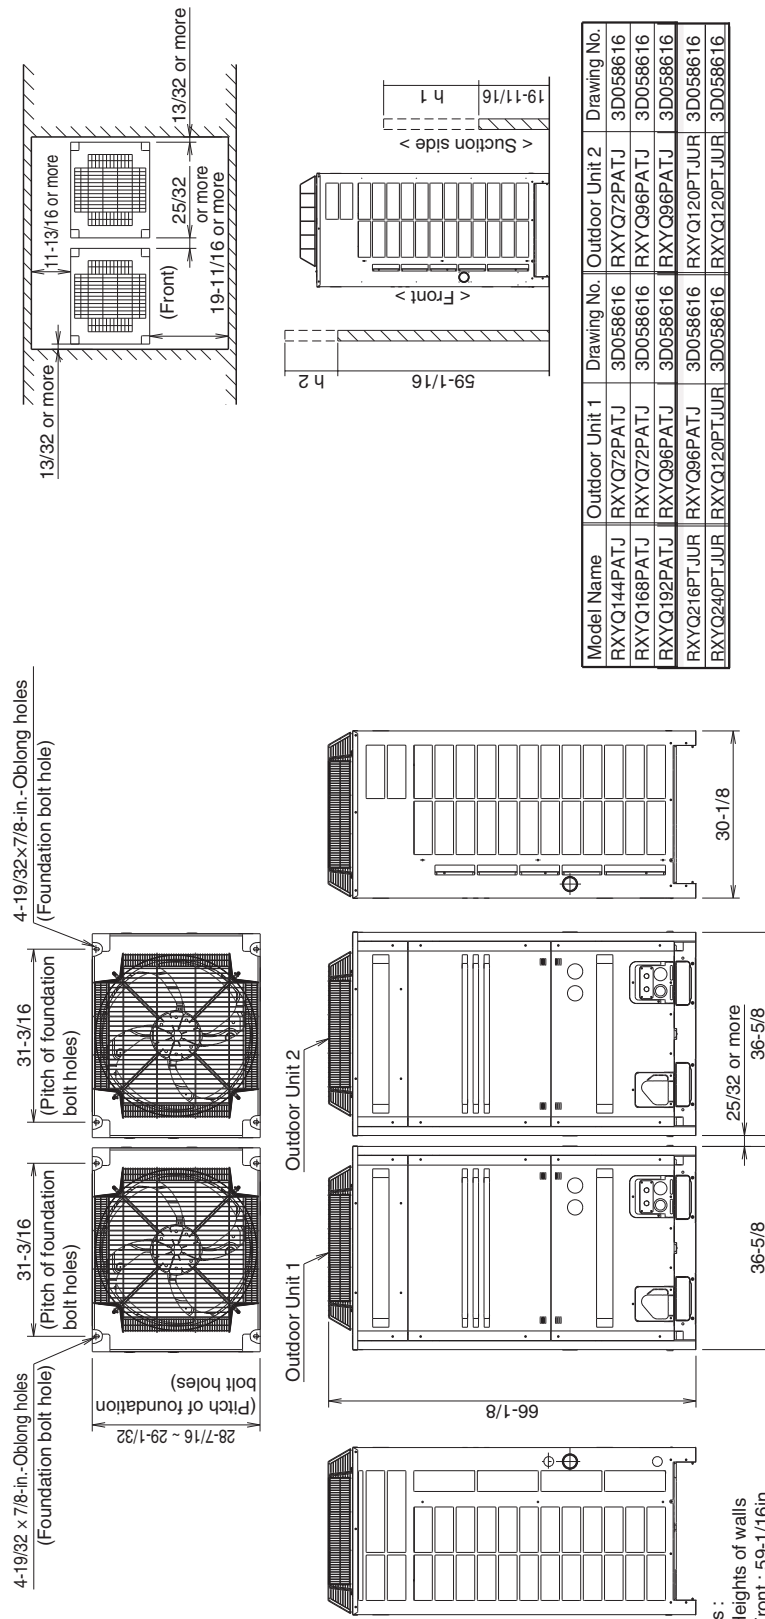 4-19/32 x 7/8-in.-Oblong holes
(Foundation bolt hole)
31-3/16
(Pitch of foundation
bolt holes)
31-3/16
(Pitch of foundation
bolt holes)
4-19/32×7/8-in.-Oblong holes
(Foundation bolt hole)
28-7/16 ~ 29-1/32
(Pitch of foundation
bolt holes)
Outdoor Unit 1
Outdoor Unit 2
66-1/8
36-5/8
25/32 or more
36-5/8
30-1/8
13/32 or more
11-13/16 or more
(Front)
25/32
or more
19-11/16 or more
13/32 or more
h 2
59-1/16
< Front >
< Suction side >
h 1
19-11/16
Model Name Outdoor Unit 1 Drawing No. Outdoor Unit 2 Drawing No.
RXYQ144PATJ RXYQ72PATJ 3D058616 RXYQ72PATJ 3D058616
RXYQ168PATJ RXYQ72PATJ 3D058616 RXYQ96PATJ 3D058616
RXYQ192PATJ RXYQ96PATJ 3D058616 RXYQ96PATJ 3D058616
RXYQ216PTJUR RXYQ96PATJ 3D058616 RXYQ120PTJUR 3D058616
RXYQ240PTJUR RXYQ120PTJUR 3D058616 RXYQ120PTJUR 3D058616
s :
eights of walls
ront : 59-1/16in